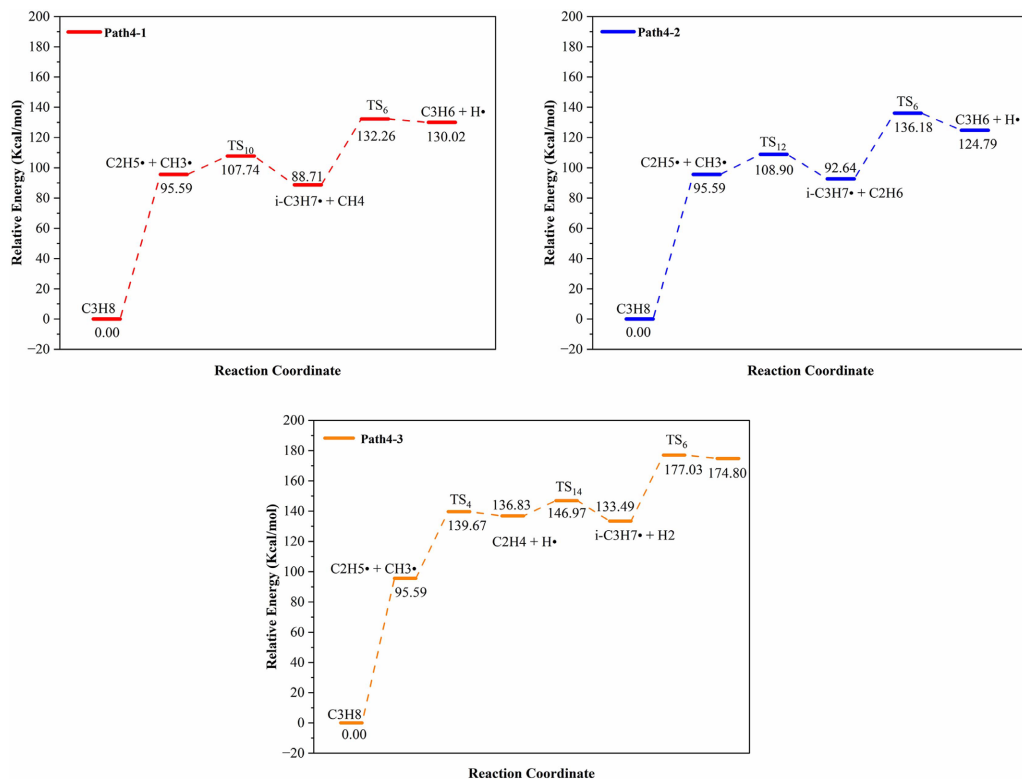 Path4-1
Relative Energy (Kcal/mol)
200
180
160
140
120
100
80
60
40
20
0
−20
C3H8
0.00
C2H5• + CH3•
95.59
TS10
107.74
88.71
i-C3H7• + CH4
TS6
132.26
C3H6 + H•
130.02
Reaction Coordinate
Path4-2
Relative Energy (Kcal/mol)
200
180
160
140
120
100
80
60
40
20
0
−20
C3H8
0.00
C2H5• + CH3•
95.59
TS12
108.90
92.64
i-C3H7• + C2H6
TS6
136.18
C3H6 + H•
124.79
Reaction Coordinate
Path4-3
Relative Energy (Kcal/mol)
200
180
160
140
120
100
80
60
40
20
0
−20
C3H8
0.00
C2H5• + CH3•
95.59
TS4
139.67
136.83
C2H4 + H•
TS14
146.97
133.49
i-C3H7• + H2
TS6
177.03
174.80
Reaction Coordinate